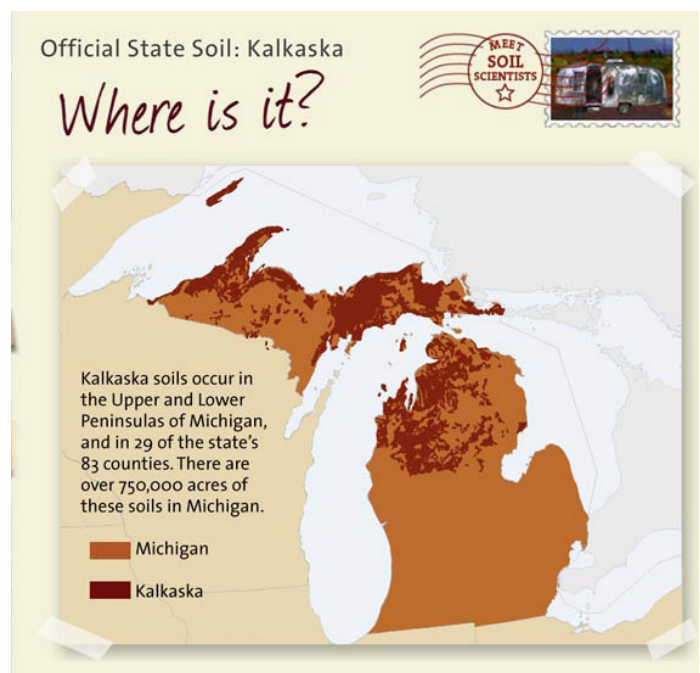 Official State Soil: Kalkaska
Where is it?
MEET
SOIL
SCIENTISTS
Kalkaska soils occur in
the Upper and Lower
Peninsulas of Michigan,
and in 29 of the state's
83 counties. There are
over 750,000 acres of
these soils in Michigan.
Michigan
Kalkaska